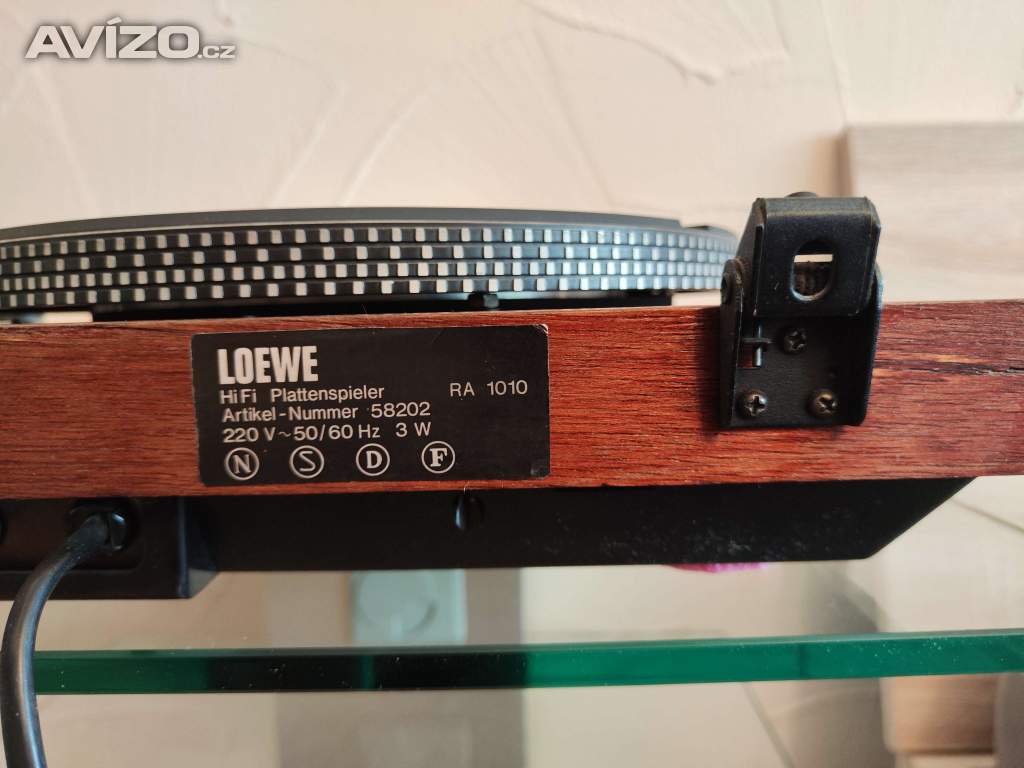 AVÍZO.cz
LOEWE
HiFi Plattenspieler RA 1010
Artikel-Nummer 58202
220 V~50/60 Hz 3 W
N S D F